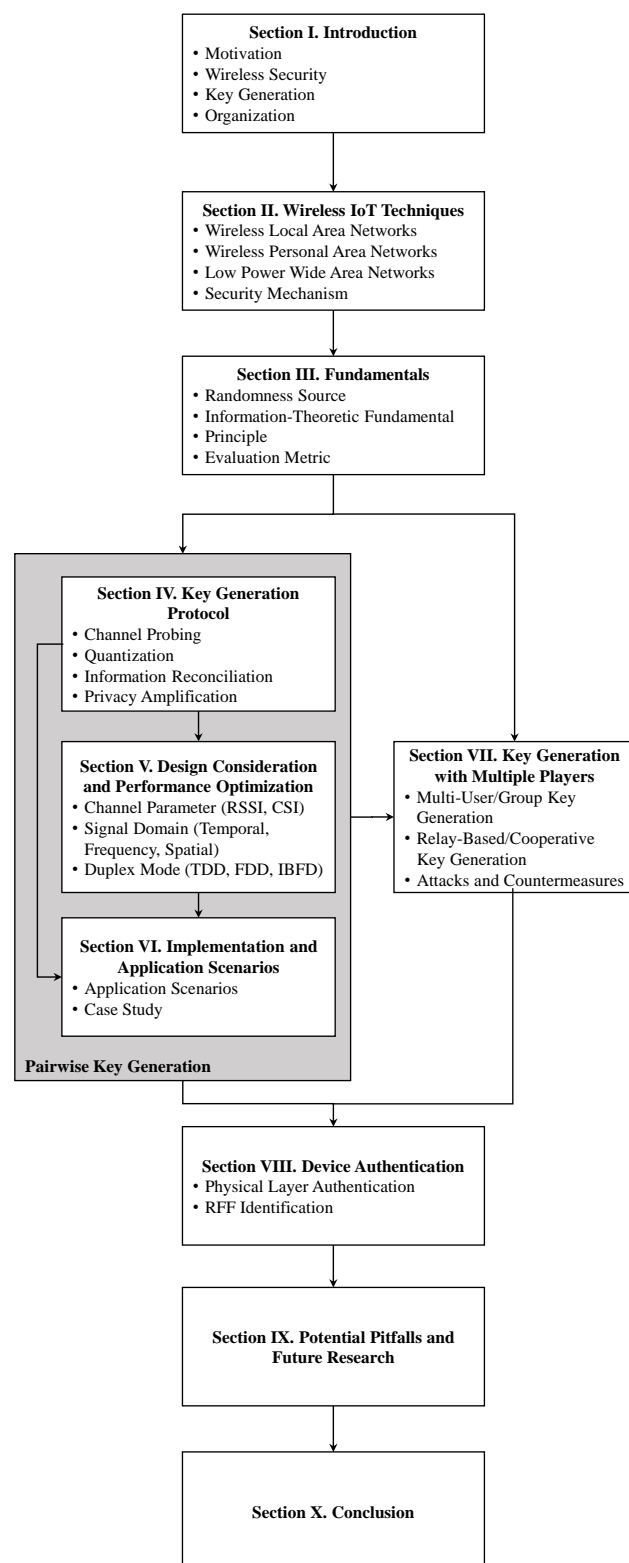 Section I. Introduction
• Motivation
• Wireless Security
• Key Generation
• Organization
Section II. Wireless IoT Techniques
• Wireless Local Area Networks
• Wireless Personal Area Networks
• Low Power Wide Area Networks
• Security Mechanism
Section III. Fundamentals
• Randomness Source
• Information-Theoretic Fundamental
• Principle
• Evaluation Metric
Section IV. Key Generation
Protocol
• Channel Probing
• Quantization
• Information Reconciliation
• Privacy Amplification
Section V. Design Consideration
and Performance Optimization
• Channel Parameter (RSSI, CSI)
• Signal Domain (Temporal,
Frequency, Spatial)
• Duplex Mode (TDD, FDD, IBFD)
Section VI. Implementation and
Application Scenarios
• Application Scenarios
• Case Study
Pairwise Key Generation
Section VII. Key Generation
with Multiple Players
• Multi-User/Group Key
Generation
• Relay-Based/Cooperative
Key Generation
• Attacks and Countermeasures
Section VIII. Device Authentication
• Physical Layer Authentication
• RFF Identification
Section IX. Potential Pitfalls and
Future Research
Section X. Conclusion